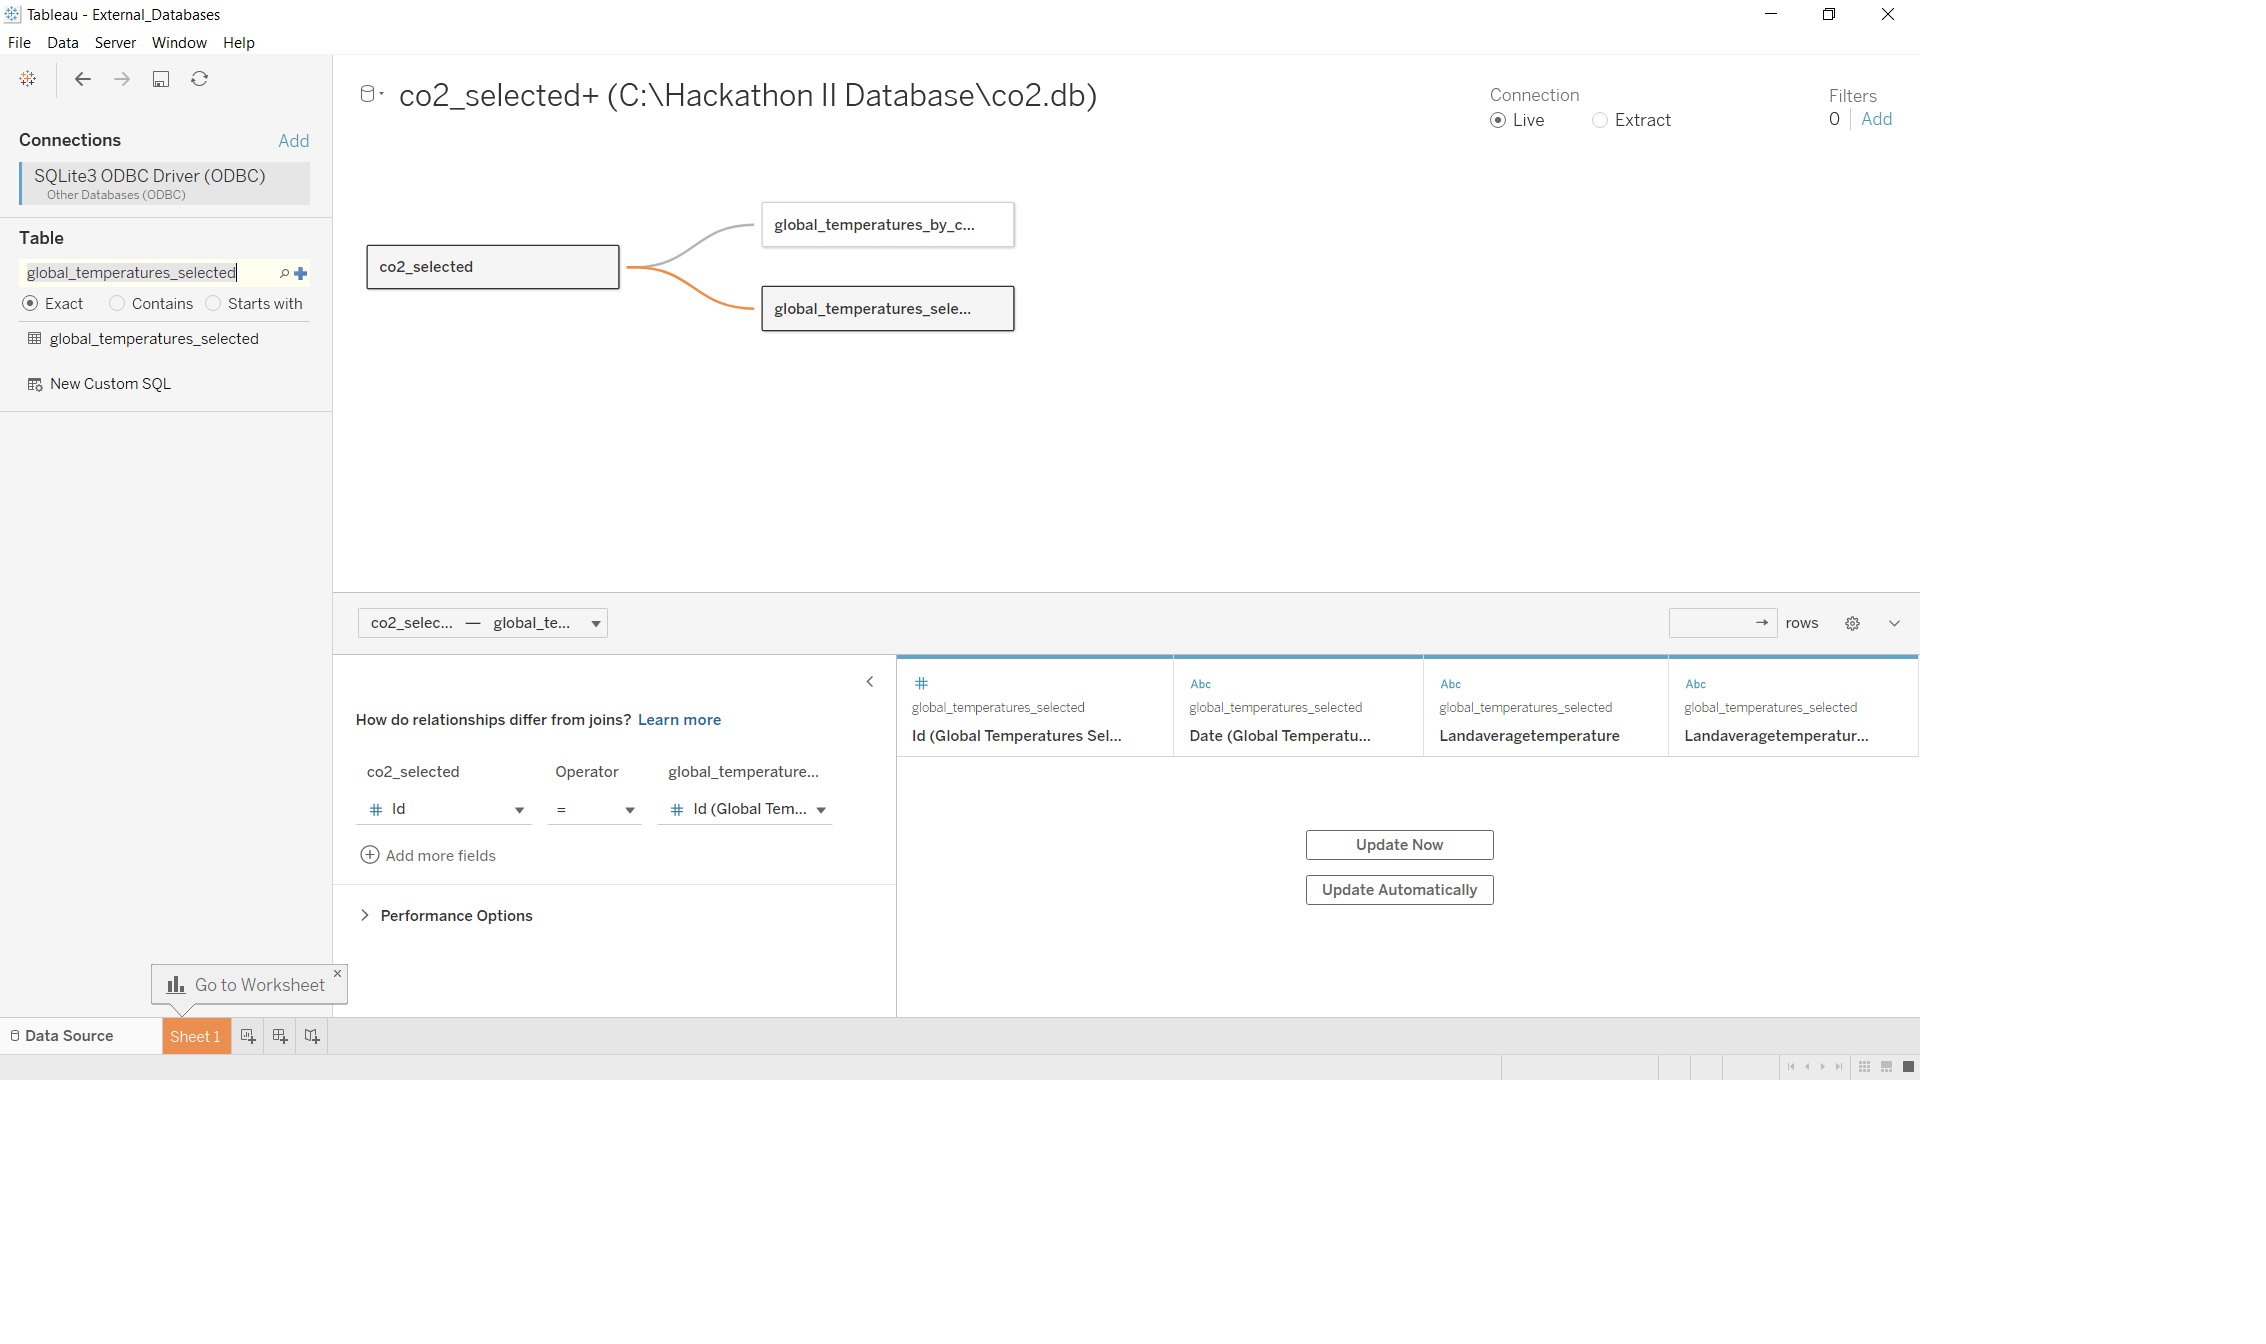 Tableau - External_Databases
File Data Server Window Help
Connections Add
SQLite3 ODBC Driver (ODBC)
Other Databases (ODBC)
Table
global_temperatures_selected
Exact Contains Starts with
global_temperatures_selected
New Custom SQL
co2_selected+ (C:\Hackathon II Database\co2.db)
Connection
Live Extract
Filters
0 Add
co2_selected
global_temperatures_by_c...
global_temperatures_sele...
co2_selec... — global_te...
rows
How do relationships differ from joins? Learn more
co2_selected Operator global_temperature...
Id = Id (Global Tem...
Add more fields
Performance Options
Abc Abc Abc
global_temperatures_selected global_temperatures_selected global_temperatures_selected global_temperatures_selected
Id (Global Temperatures Sel... Date (Global Temperatu... Landaveragetemperature Landaveragetemperatur...
Update Now
Update Automatically
Go to Worksheet
Data Source Sheet 1